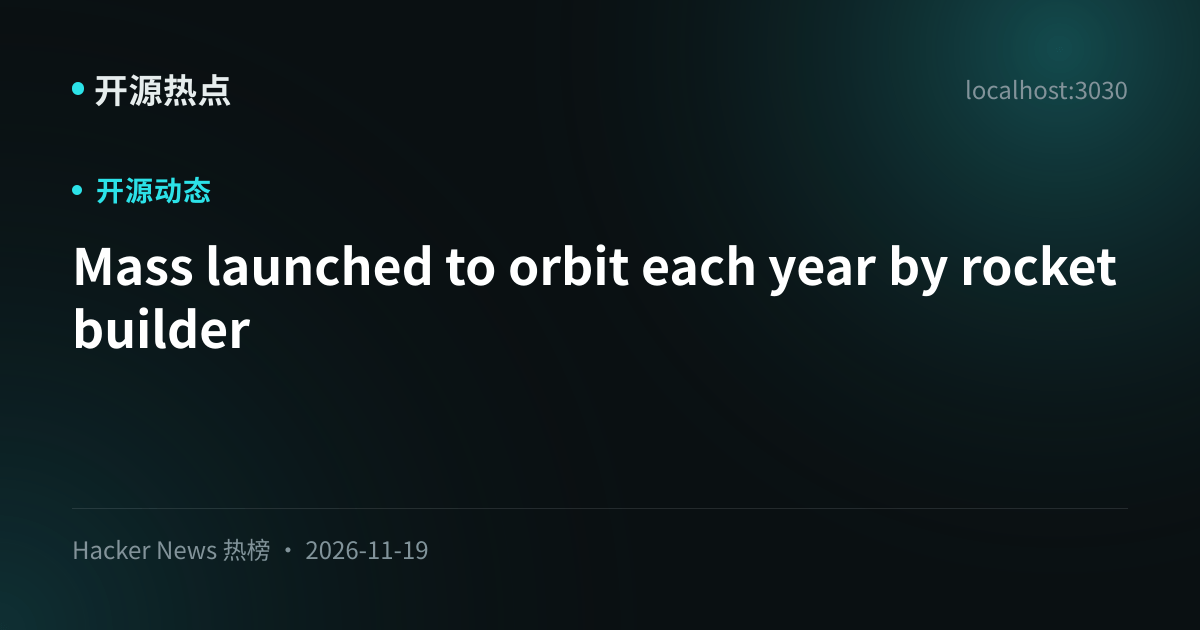 开源热点
localhost:3030
开源动态
Mass launched to orbit each year by rocket
builder
Hacker News 热榜 · 2026-11-19